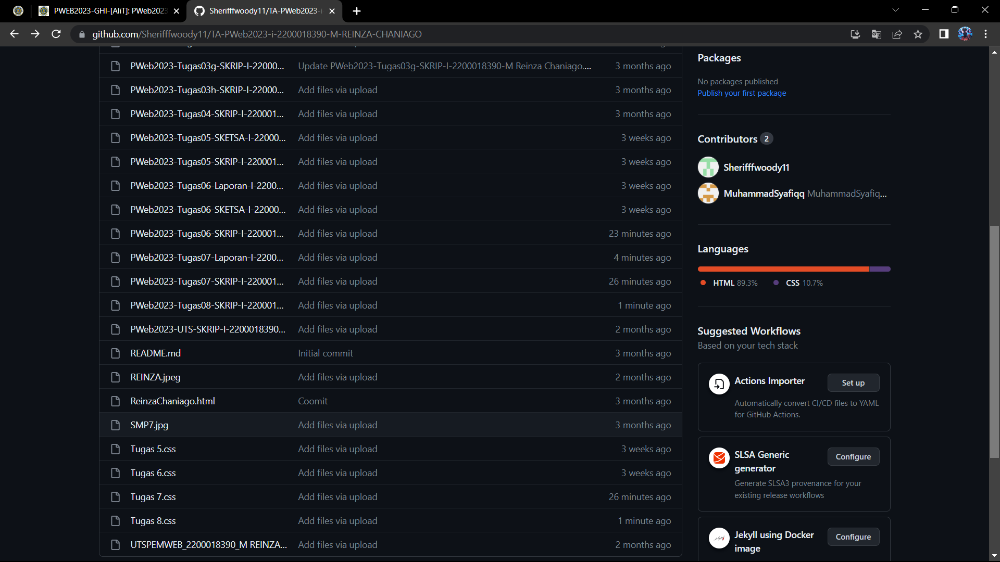 PWEB2023-GHI-[AliT]: PWeb2023
Sherifffwoody11/TA-PWeb2023-i
github.com/Sherifffwoody11/TA-PWeb2023-i-2200018390-M-REINZA-CHANIAGO
PWeb2023-Tugas03g-SKRIP-I-22000... Update PWeb2023-Tugas03g-SKRIP-I-2200018390-M Reinza Chaniago.... 3 months ago
PWeb2023-Tugas03h-SKRIP-I-22000... Add files via upload 3 months ago
PWeb2023-Tugas04-SKRIP-I-220001... Add files via upload 3 months ago
PWeb2023-Tugas05-SKETSA-I-22000... Add files via upload 3 weeks ago
PWeb2023-Tugas05-SKRIP-I-220001... Add files via upload 3 weeks ago
PWeb2023-Tugas06-Laporan-I-2200... Add files via upload 3 weeks ago
PWeb2023-Tugas06-SKETSA-I-22000... Add files via upload 3 weeks ago
PWeb2023-Tugas06-SKRIP-I-220001... Add files via upload 23 minutes ago
PWeb2023-Tugas07-Laporan-I-2200... Add files via upload 4 minutes ago
PWeb2023-Tugas07-SKRIP-I-220001... Add files via upload 26 minutes ago
PWeb2023-Tugas08-SKRIP-I-220001... Add files via upload 1 minute ago
PWeb2023-UTS-SKRIP-I-2200018390... Add files via upload 2 months ago
README.md Initial commit 3 months ago
REINZA.jpeg Add files via upload 2 months ago
ReinzaChaniago.html Coomit 3 months ago
SMP7.jpg Add files via upload 3 months ago
Tugas 5.css Add files via upload 3 weeks ago
Tugas 6.css Add files via upload 3 weeks ago
Tugas 7.css Add files via upload 26 minutes ago
Tugas 8.css Add files via upload 1 minute ago
UTSPEMWEB_2200018390_M REINZA... Add files via upload 2 months ago
Packages
No packages published
Publish your first package
Contributors 2
Sherifffwoody11
MuhammadSyafiqq MuhammadSyafiq...
Languages
HTML 89.3% CSS 10.7%
Suggested Workflows
Based on your tech stack
Actions Importer Set up
Automatically convert CI/CD files to YAML
for GitHub Actions.
SLSA Generic
generator
Configure
Generate SLSA3 provenance for your
existing release workflows
Jekyll using Docker
image
Configure